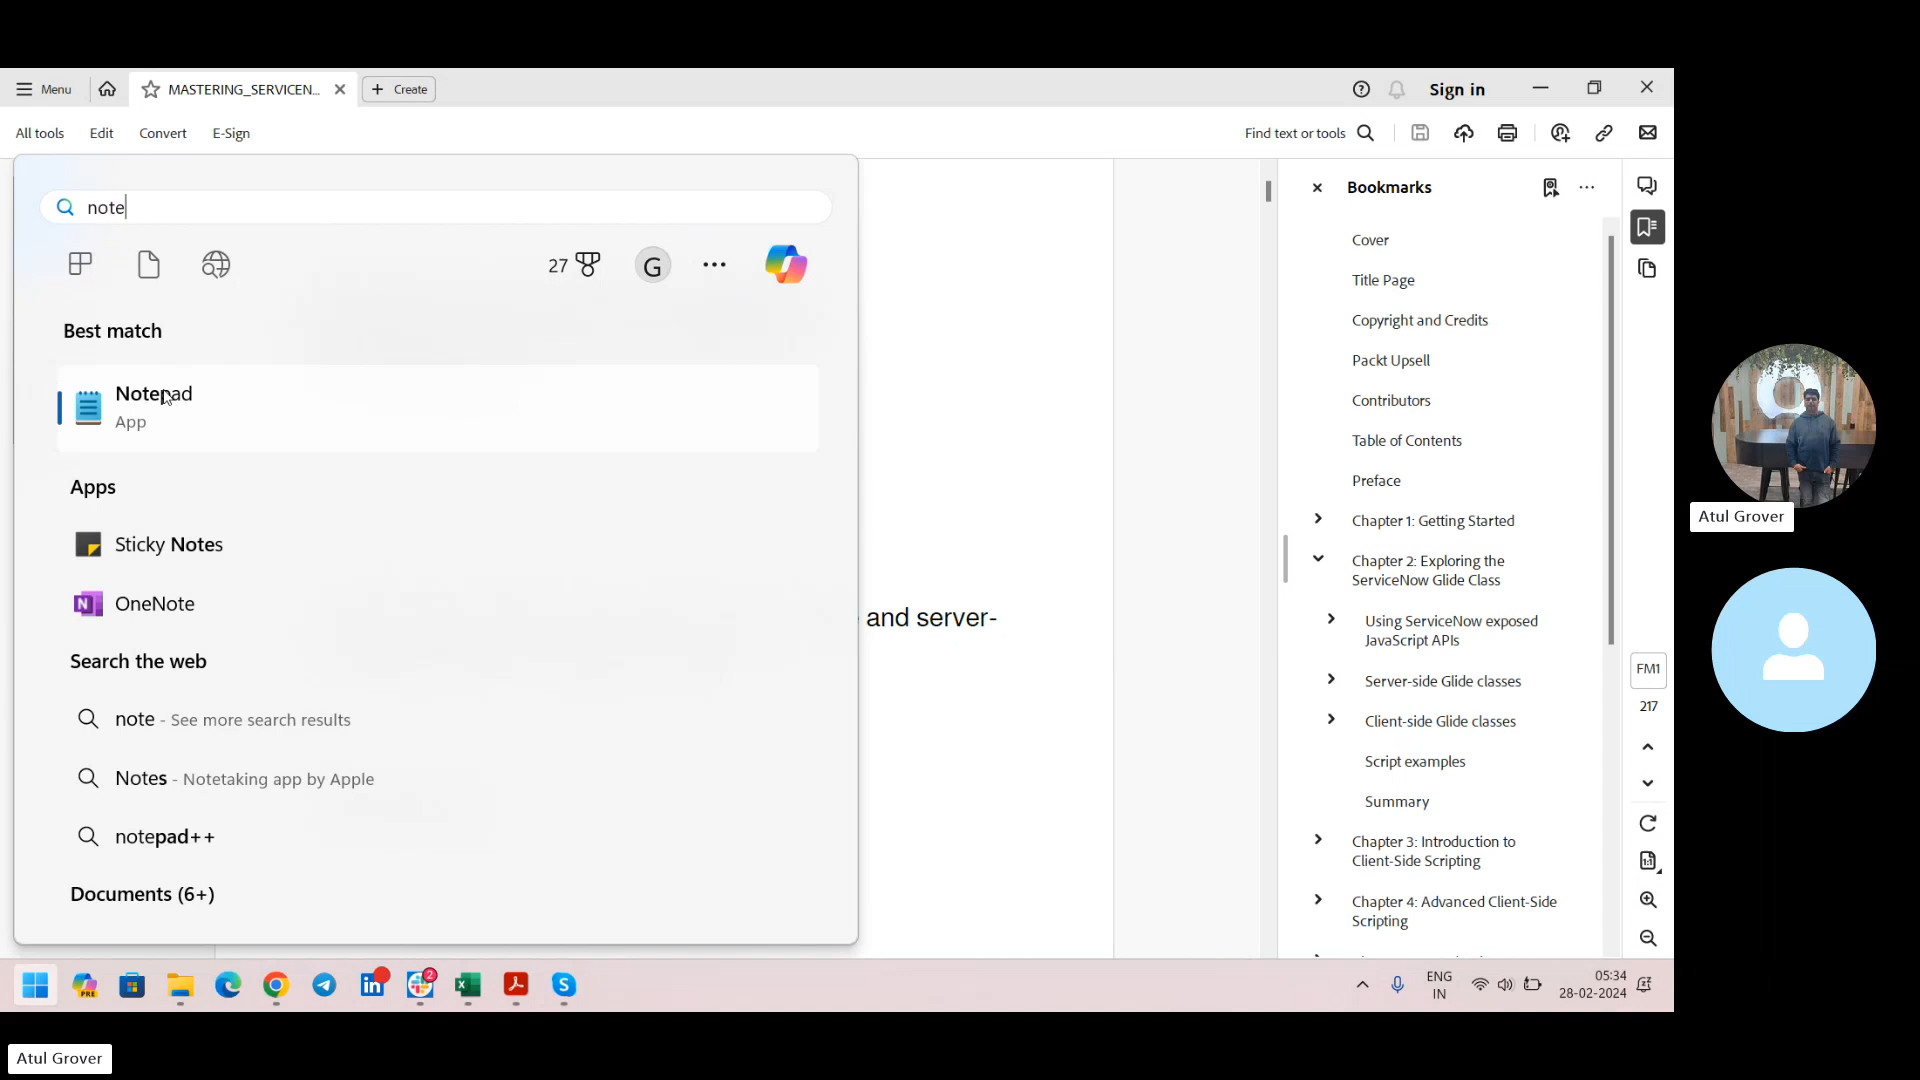 Menu
MASTERING_SERVICEN...
Create
Sign in
All tools
Edit
Convert
E-Sign
Find text or tools
note
27
G
Best match
Notepad
App
Apps
Sticky Notes
OneNote
Search the web
note - See more search results
Notes - Notetaking app by Apple
notepad++
Documents (6+)
and server-
Bookmarks
Cover
Title Page
Copyright and Credits
Packt Upsell
Contributors
Table of Contents
Preface
Chapter 1: Getting Started
Chapter 2: Exploring the
ServiceNow Glide Class
Using ServiceNow exposed
JavaScript APIs
Server-side Glide classes
Client-side Glide classes
Script examples
Summary
Chapter 3: Introduction to
Client-Side Scripting
Chapter 4: Advanced Client-Side
Scripting
FM1
217
1:1
PRE
2
ENG
IN
05:34
28-02-2024
Atul Grover
Atul Grover